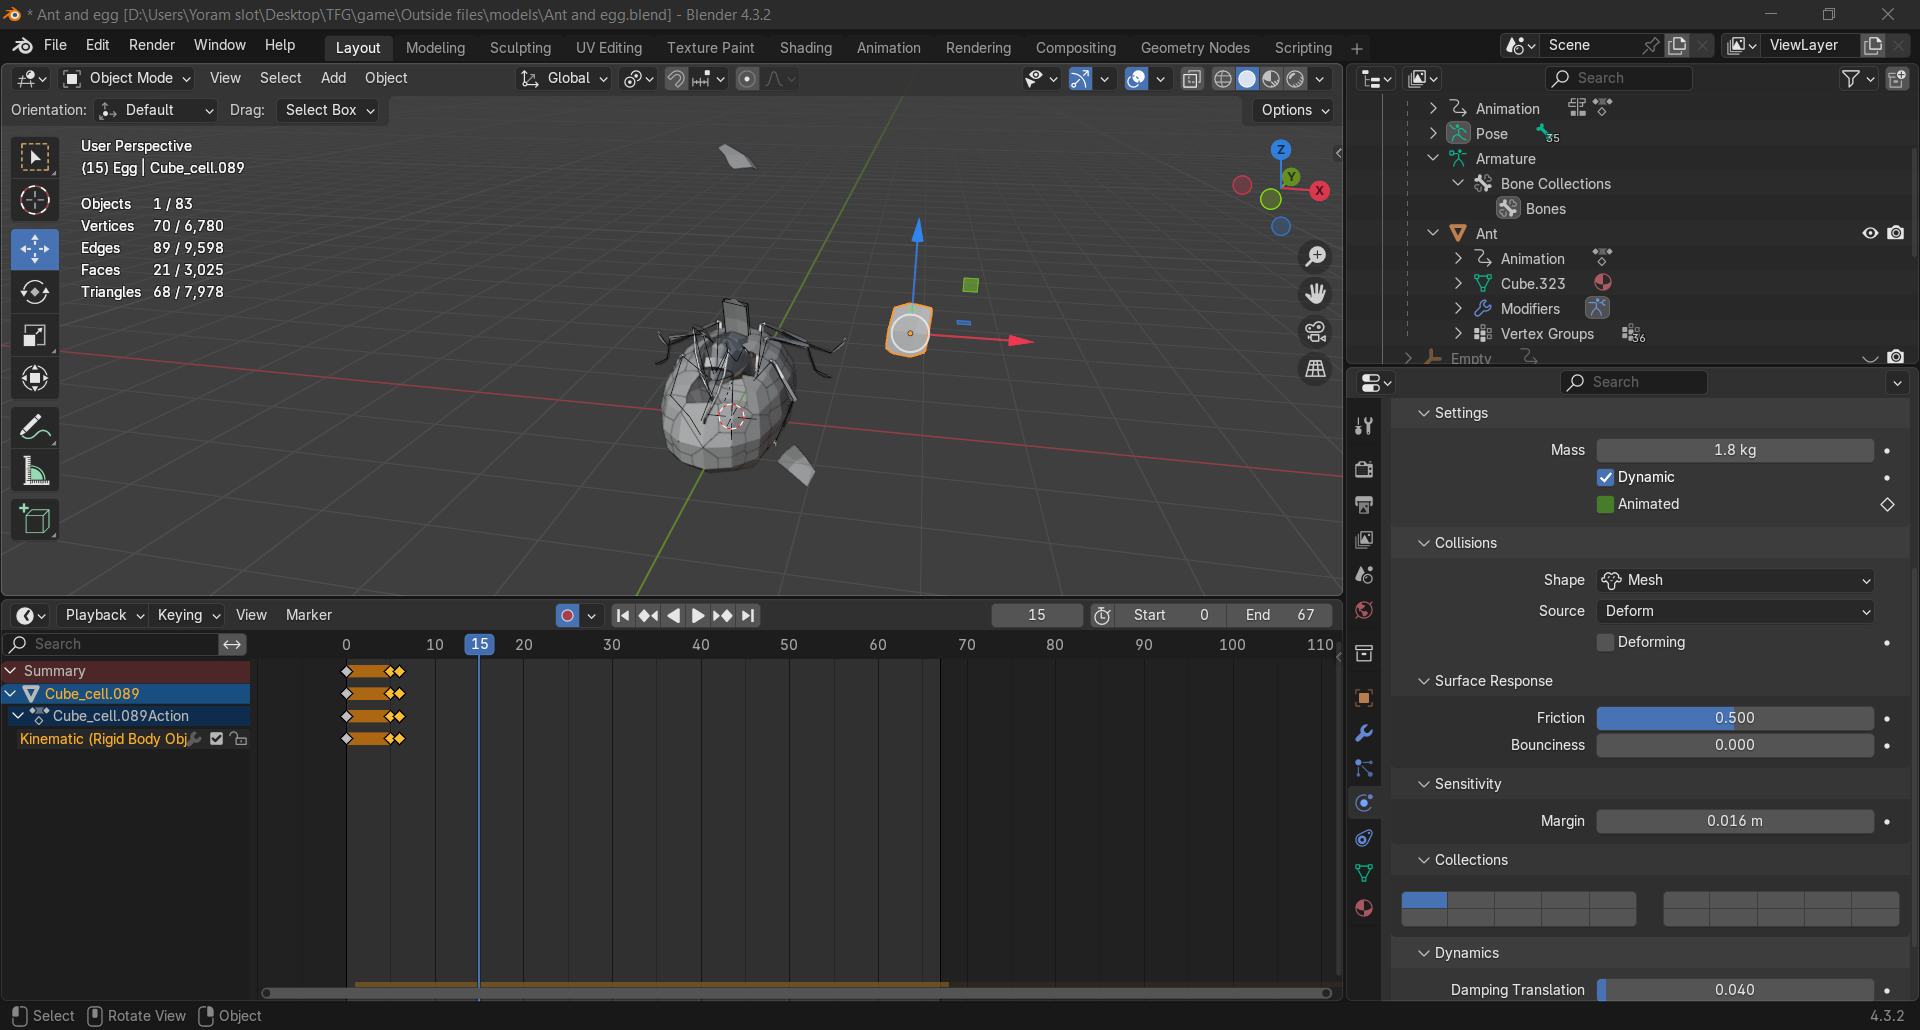 * Ant and egg [D:\Users\Yoram slot\Desktop\TFG\game\Outside files\models\Ant and egg.blend] - Blender 4.3.2
File Edit Render Window Help Layout Modeling Sculpting UV Editing Texture Paint Shading Animation Rendering Compositing Geometry Nodes Scripting + Scene ViewLayer
Object Mode View Select Add Object Global
Orientation: Default Drag: Select Box Options
User Perspective
(15) Egg | Cube_cell.089
Objects 1 / 83
Vertices 70 / 6,780
Edges 89 / 9,598
Faces 21 / 3,025
Triangles 68 / 7,978
Z
Y
X
Search
Animation
Pose 35
Armature
Bone Collections
Bones
Ant
Animation
Cube.323
Modifiers
Vertex Groups 36
Empty
Search
Settings
Mass 1.8 kg
Dynamic
Animated
Collisions
Shape Mesh
Source Deform
Deforming
Surface Response
Friction 0.500
Bounciness 0.000
Sensitivity
Margin 0.016 m
Collections
Dynamics
Damping Translation 0.040
Playback Keying View Marker 15 Start 0 End 67
Search 0 10 15 20 30 40 50 60 70 80 90 100 110
Summary
Cube_cell.089
Cube_cell.089Action
Kinematic (Rigid Body Obj
Select Rotate View Object 4.3.2